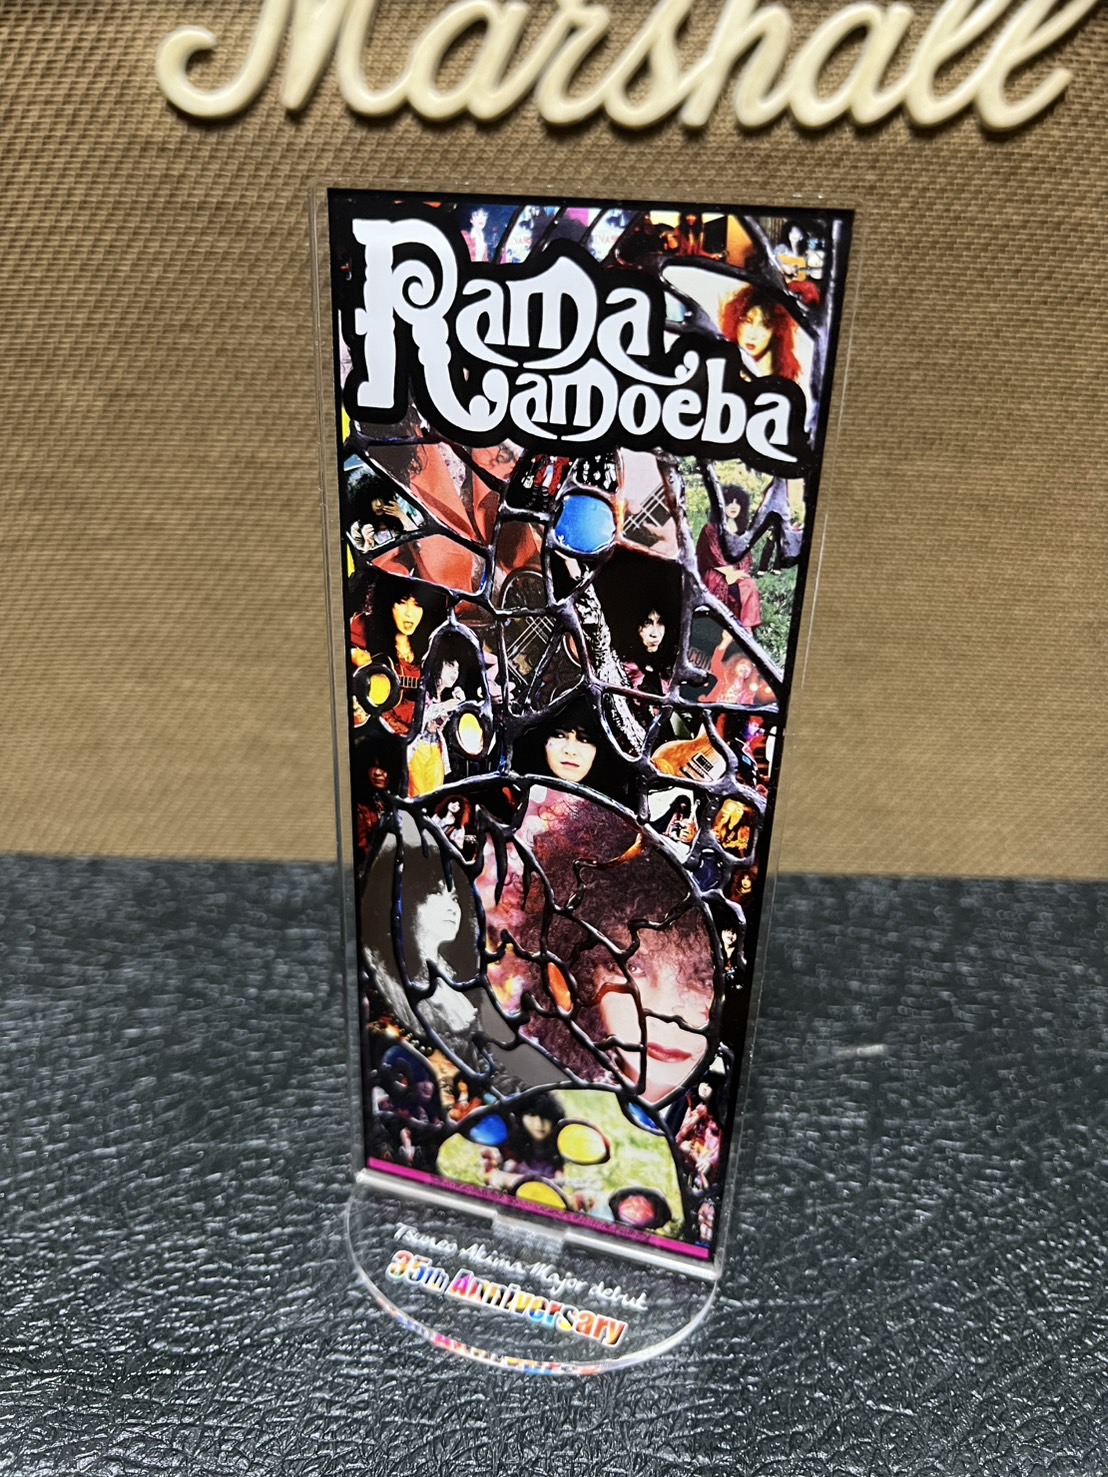 Marshall
Rama
amoeba
Tsuneo Akima Major debut
35th Anniversary